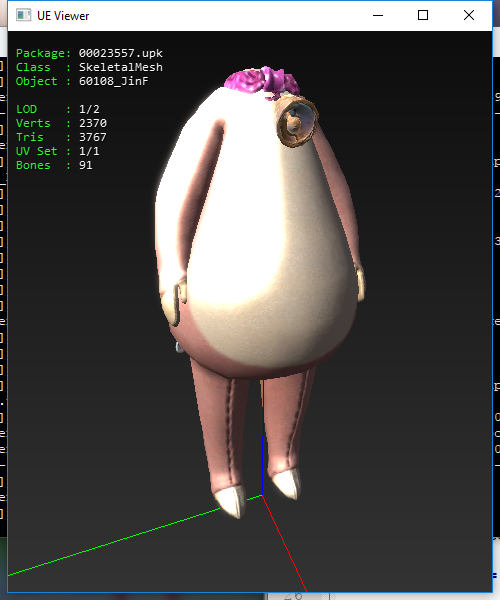 UE Viewer
Package: 00023557.upk
Class : SkeletalMesh
Object : 60108_JinF
LOD : 1/2
Verts : 2370
Tris : 3767
UV Set : 1/1
Bones : 91